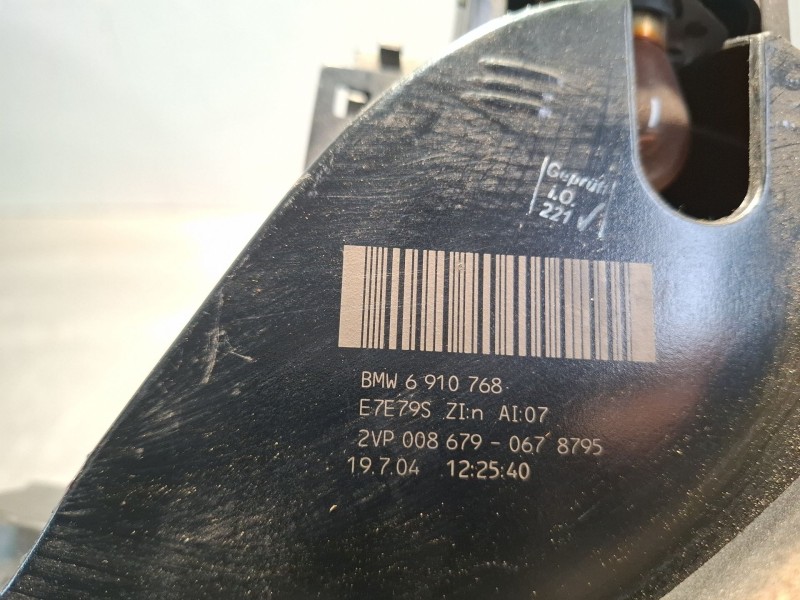 Geprüft
i.O.
221 ✓
BMW 6 910 768
E7E79S ZI:n AI:07
2VP 008 679 - 067 8795
19.7.04 12:25:40